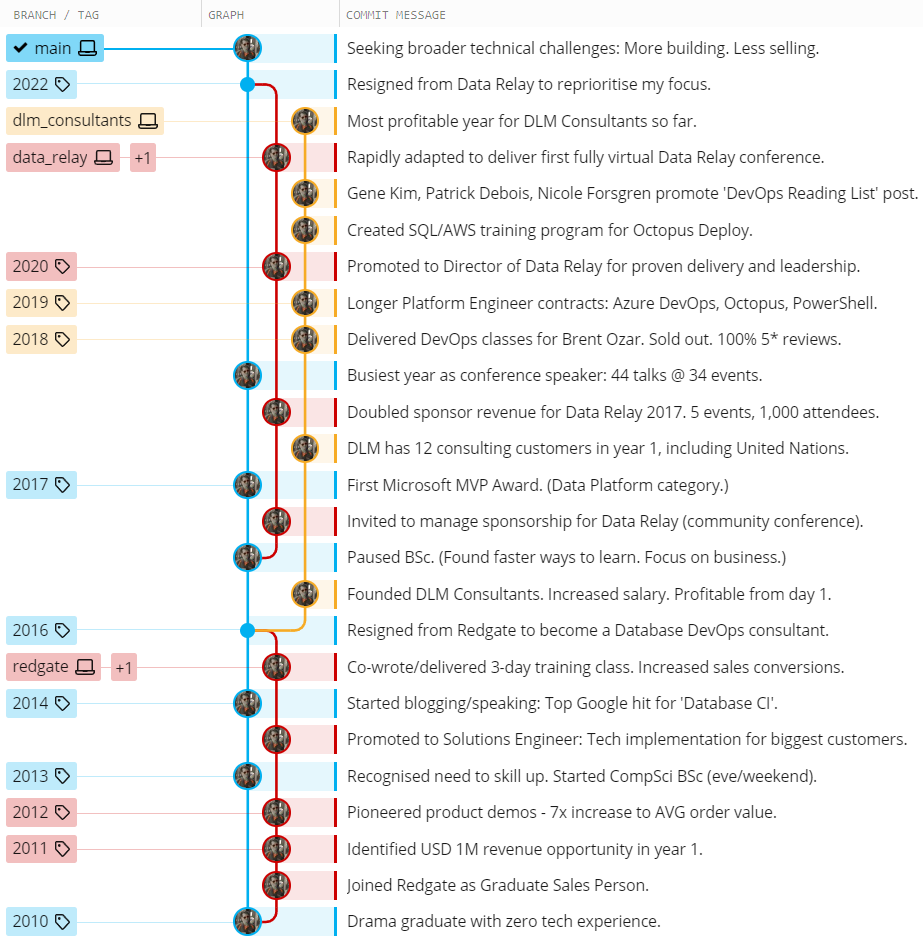 BRANCH / TAG GRAPH COMMIT MESSAGE
main Seeking broader technical challenges: More building. Less selling.
2022 Resigned from Data Relay to reprioritise my focus.
dlm_consultants Most profitable year for DLM Consultants so far.
data_relay +1 Rapidly adapted to deliver first fully virtual Data Relay conference.
Gene Kim, Patrick Debois, Nicole Forsgren promote 'DevOps Reading List' post.
Created SQL/AWS training program for Octopus Deploy.
2020 Promoted to Director of Data Relay for proven delivery and leadership.
2019 Longer Platform Engineer contracts: Azure DevOps, Octopus, PowerShell.
2018 Delivered DevOps classes for Brent Ozar. Sold out. 100% 5* reviews.
Busiest year as conference speaker: 44 talks @ 34 events.
Doubled sponsor revenue for Data Relay 2017. 5 events, 1,000 attendees.
DLM has 12 consulting customers in year 1, including United Nations.
2017 First Microsoft MVP Award. (Data Platform category.)
Invited to manage sponsorship for Data Relay (community conference).
Paused BSc. (Found faster ways to learn. Focus on business.)
Founded DLM Consultants. Increased salary. Profitable from day 1.
2016 Resigned from Redgate to become a Database DevOps consultant.
redgate +1 Co-wrote/delivered 3-day training class. Increased sales conversions.
2014 Started blogging/speaking: Top Google hit for 'Database CI'.
Promoted to Solutions Engineer: Tech implementation for biggest customers.
2013 Recognised need to skill up. Started CompSci BSc (eve/weekend).
2012 Pioneered product demos - 7x increase to AVG order value.
2011 Identified USD 1M revenue opportunity in year 1.
Joined Redgate as Graduate Sales Person.
2010 Drama graduate with zero tech experience.